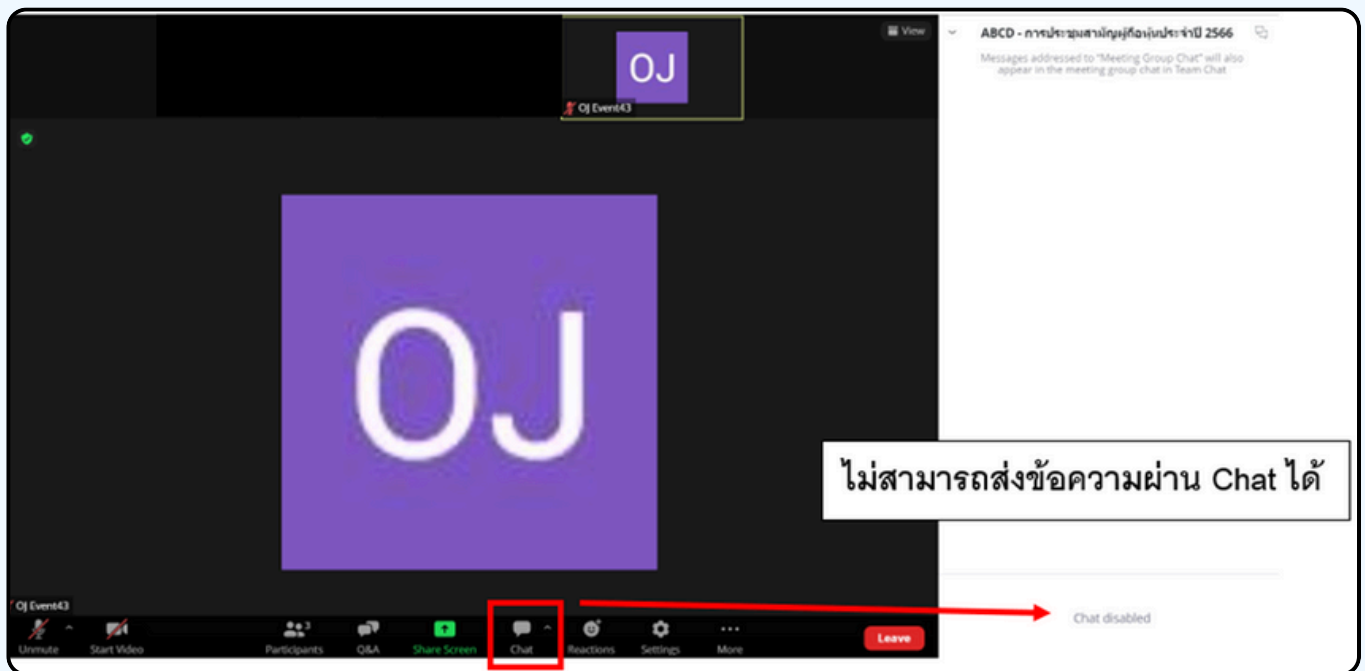 View
OJ
OJ Event43
ABCD - การประชุมสามัญผู้ถือหุ้นประจำปี 2566
Messages addressed to "Meeting Group Chat" will also
appear in the meeting group chat in Team Chat
OJ
ไม่สามารถส่งข้อความผ่าน Chat ได้
Chat disabled
OJ Event43
Unmute
Start Video
3
Participants
Q&A
Share Screen
Chat
Reactions
Settings
More
Leave